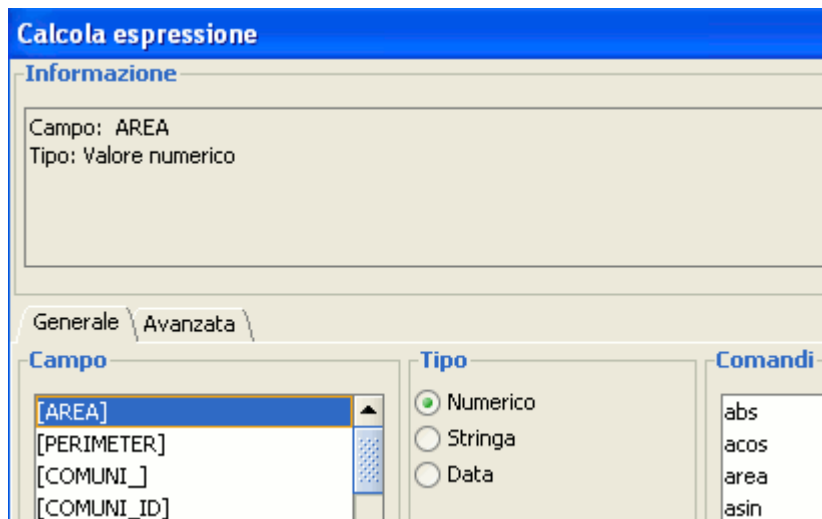 Calcola espressione
Informazione
Campo: AREA
Tipo: Valore numerico
Generale
Avanzata
Campo
[AREA]
[PERIMETER]
[COMUNI_]
[COMUNI_ID]
Tipo
Numerico
Stringa
Data
Comandi
abs
acos
area
asin